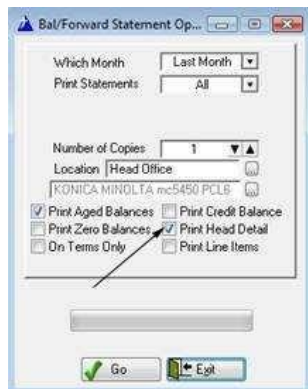 Bal/Forward Statement Op...
Which Month Last Month
Print Statements All
Number of Copies 1
Location Head Office
KONICA MINOLTA mc5450 PCL6
Print Aged Balances Print Credit Balance
Print Zero Balances Print Head Detail
On Terms Only Print Line Items
Go Exit